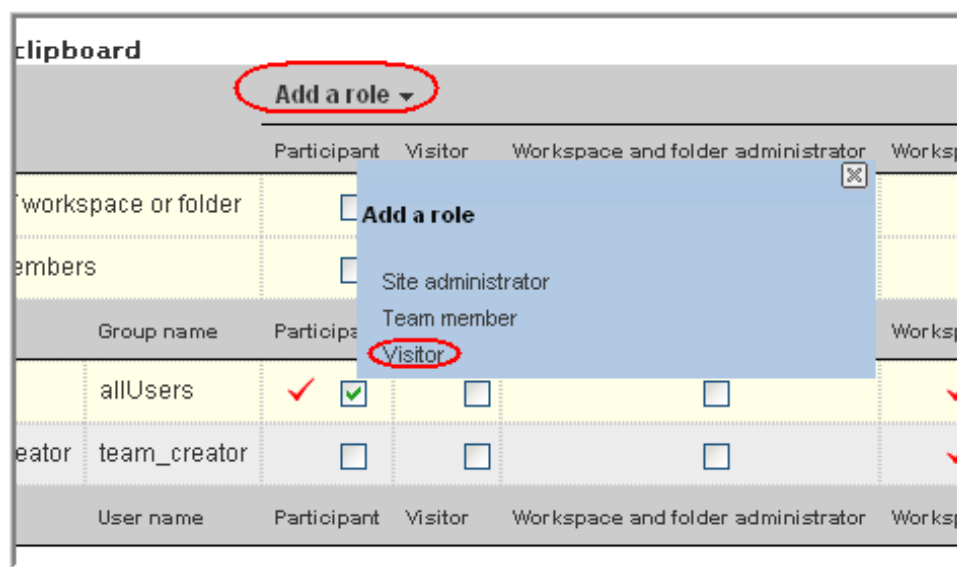 clipboard
Add a role
Participant Visitor Workspace and folder administrator
workspace or folder
Add a role
Site administrator
Team member
Visitor
Group name
allUsers
team_creator
User name Participant Visitor Workspace and folder administrator